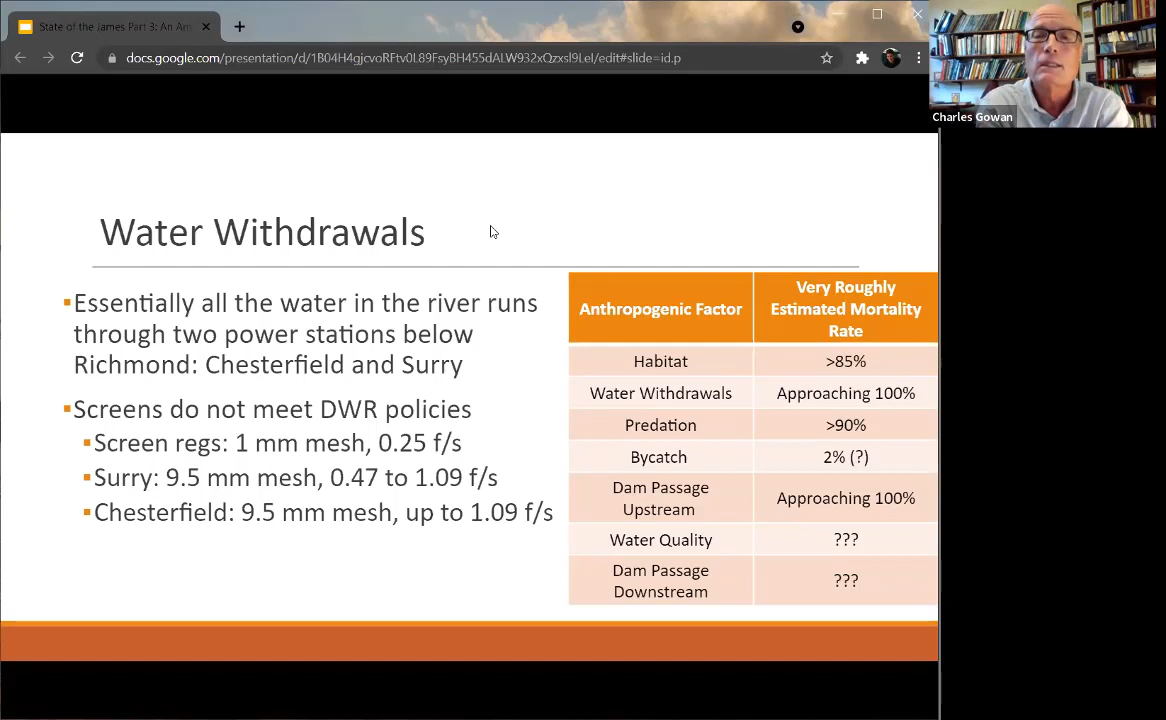 State of the James Part 3: An Am
docs.google.com/presentation/d/1B04H4gjcvoRFtv0L89FsyBH455dALW932xQzxsl9LeI/edit#slide=id.p
Charles Gowan
Water Withdrawals
▪Essentially all the water in the river runs
through two power stations below
Richmond: Chesterfield and Surry
▪Screens do not meet DWR policies
▪Screen regs: 1 mm mesh, 0.25 f/s
▪Surry: 9.5 mm mesh, 0.47 to 1.09 f/s
▪Chesterfield: 9.5 mm mesh, up to 1.09 f/s
Anthropogenic Factor
Very Roughly
Estimated Mortality
Rate
Habitat >85%
Water Withdrawals Approaching 100%
Predation >90%
Bycatch 2% (?)
Dam Passage
Upstream
Approaching 100%
Water Quality ???
Dam Passage
Downstream
???